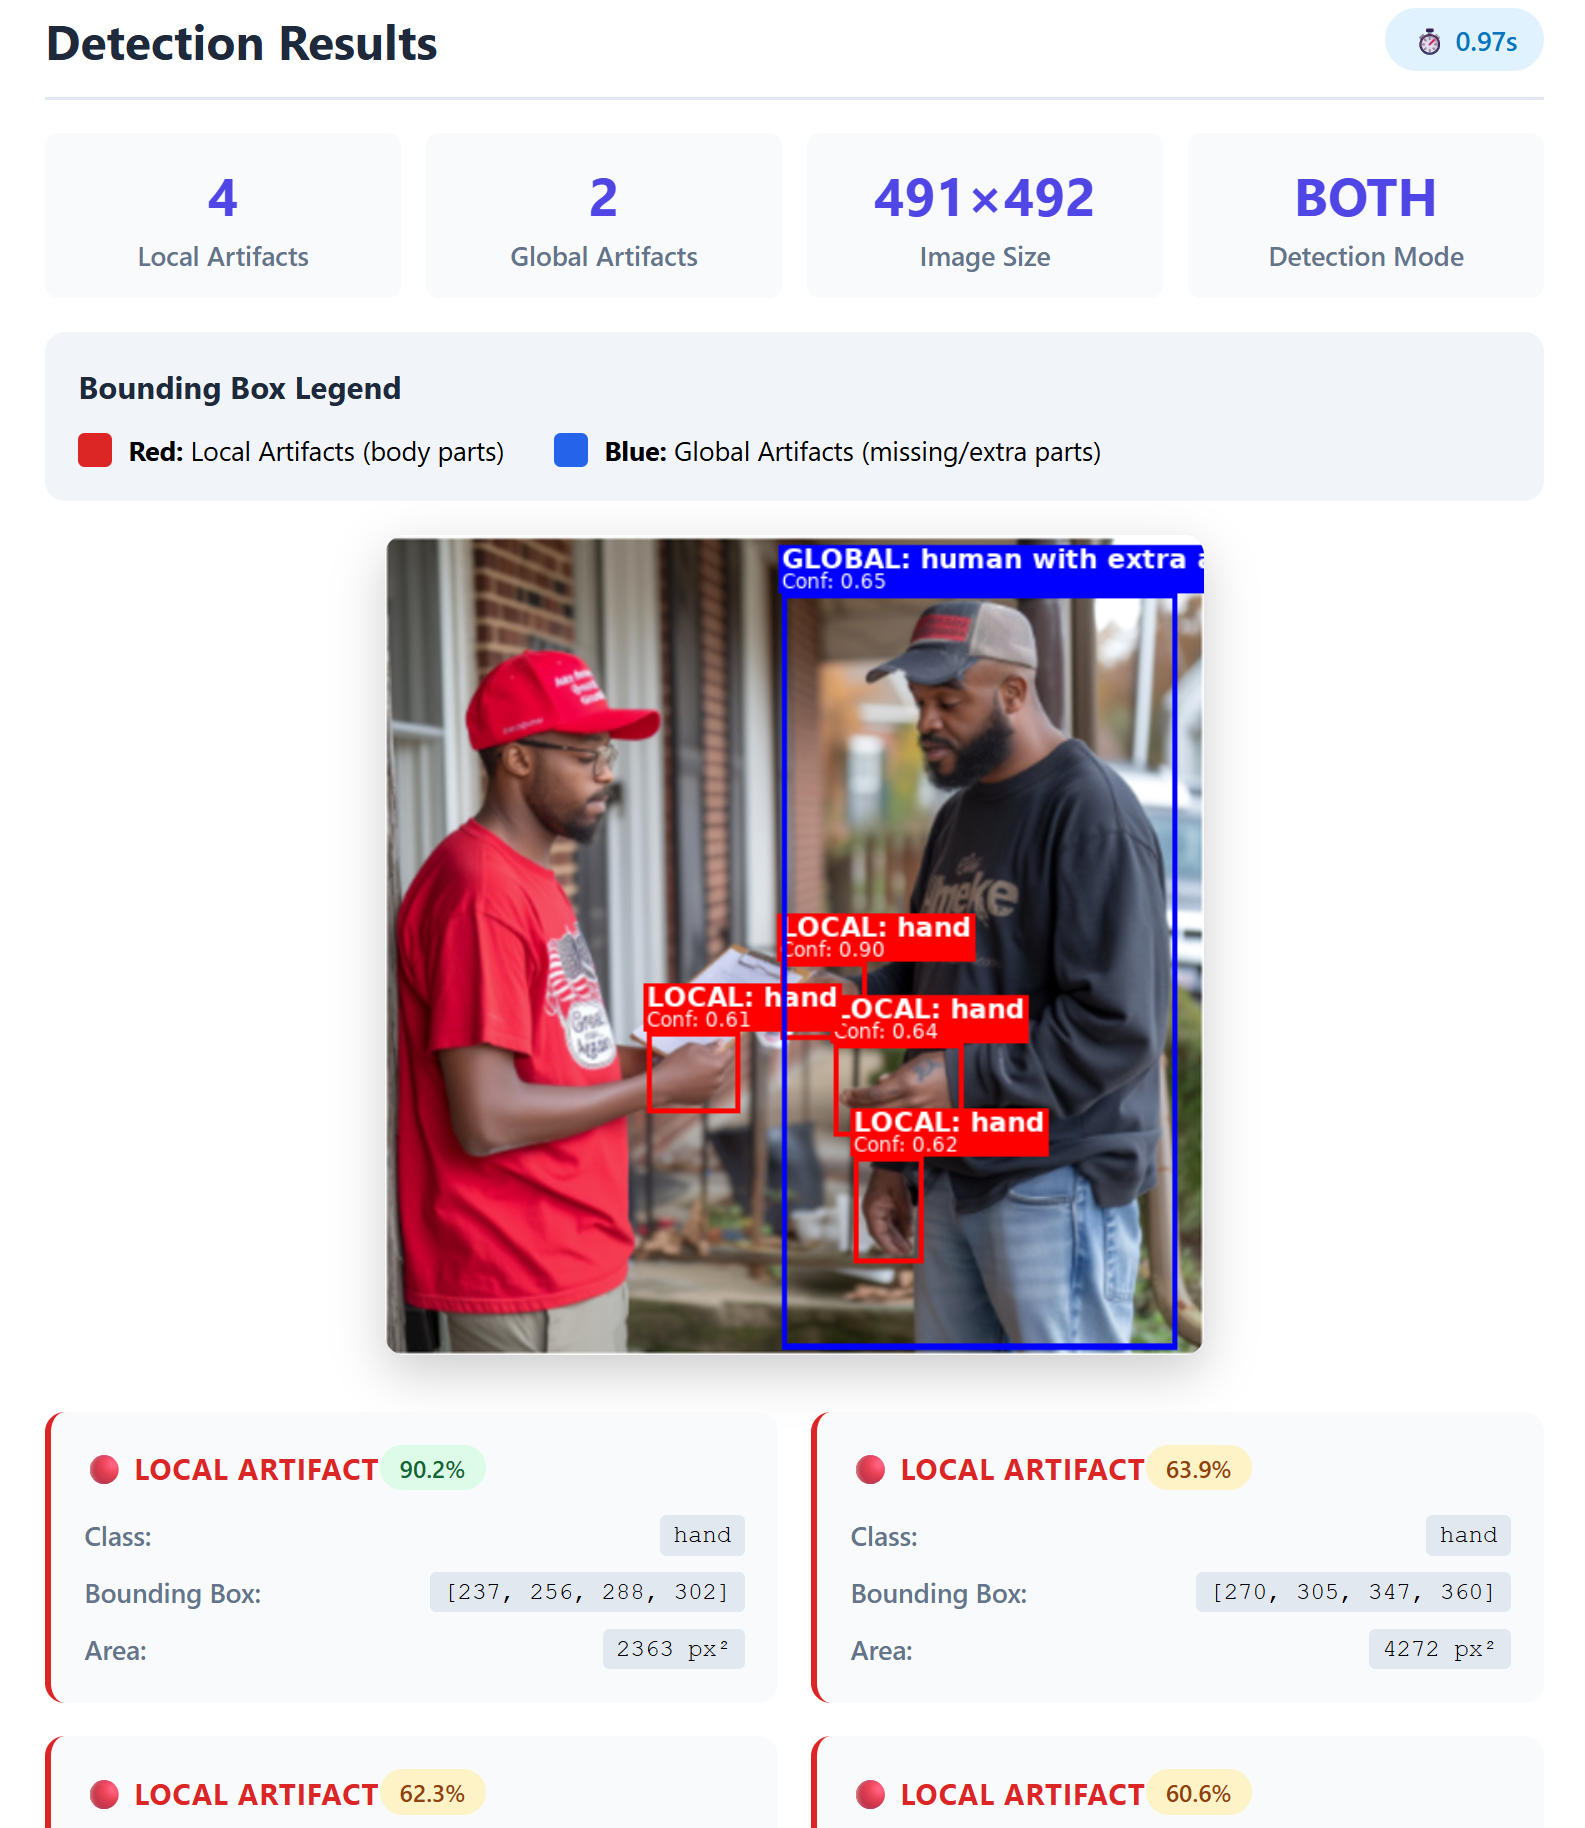 Detection Results
0.97s
4
Local Artifacts
2
Global Artifacts
491×492
Image Size
BOTH
Detection Mode
Bounding Box Legend
Red: Local Artifacts (body parts)
Blue: Global Artifacts (missing/extra parts)
GLOBAL: human with extra a
Conf: 0.65
LOCAL: hand
Conf: 0.90
LOCAL: hand
Conf: 0.61
LOCAL: hand
Conf: 0.64
LOCAL: hand
Conf: 0.62
LOCAL ARTIFACT 90.2%
Class: hand
Bounding Box: [237, 256, 288, 302]
Area: 2363 px²
LOCAL ARTIFACT 63.9%
Class: hand
Bounding Box: [270, 305, 347, 360]
Area: 4272 px²
LOCAL ARTIFACT 62.3%
LOCAL ARTIFACT 60.6%